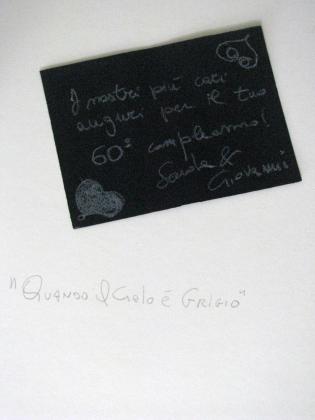 I nostri più cari
auguri per il tuo
60° compleanno!
&
Giovanni
"Quando il Cielo è Grigio"